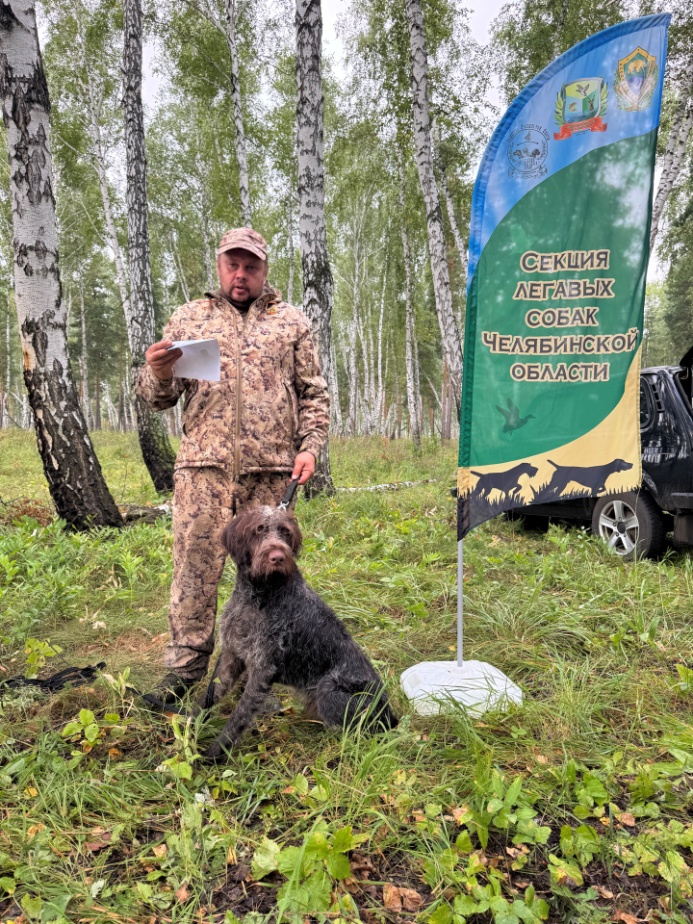 Секция
легавых
собак
Челябинской
области